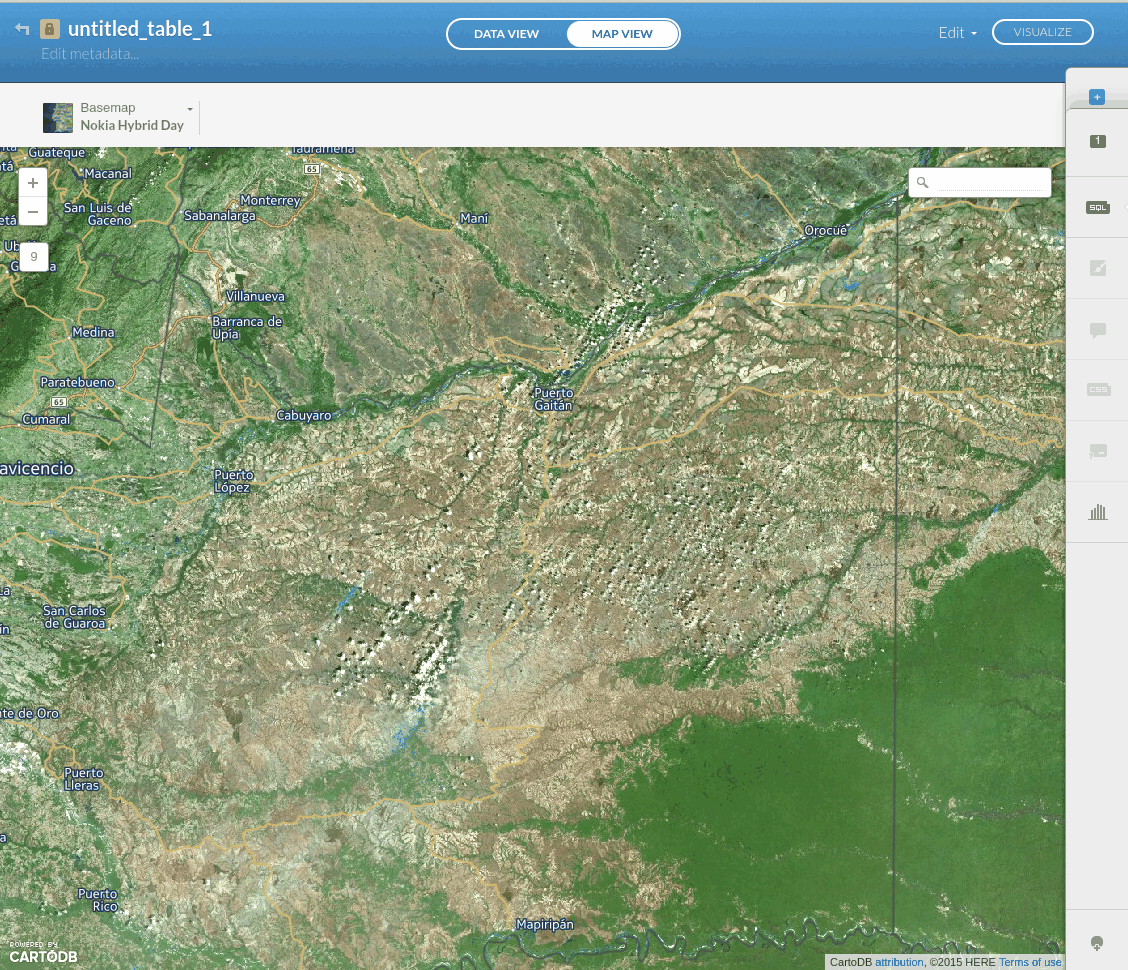 untitled_table_1
Edit metadata...
DATA VIEW
MAP VIEW
Edit
VISUALIZE
Basemap
Nokia Hybrid Day
+
1
SQL
CSS
+
−
9
Guateque
Macanal
San Luis de
Gaceno
Monterrey
Sabanalarga
65
Tauramena
Maní
Orocué
Villanueva
Barranca de
Upía
Medina
Paratebueno
65
Cumaral
Cabuyaro
Puerto
Gaitán
avicencio
Puerto
López
San Carlos
de Guaroa
nte de Oro
Puerto
Lleras
Puerto
Rico
Mapiripán
POWERED BY
CARTODB
CartoDB attribution, ©2015 HERE Terms of use